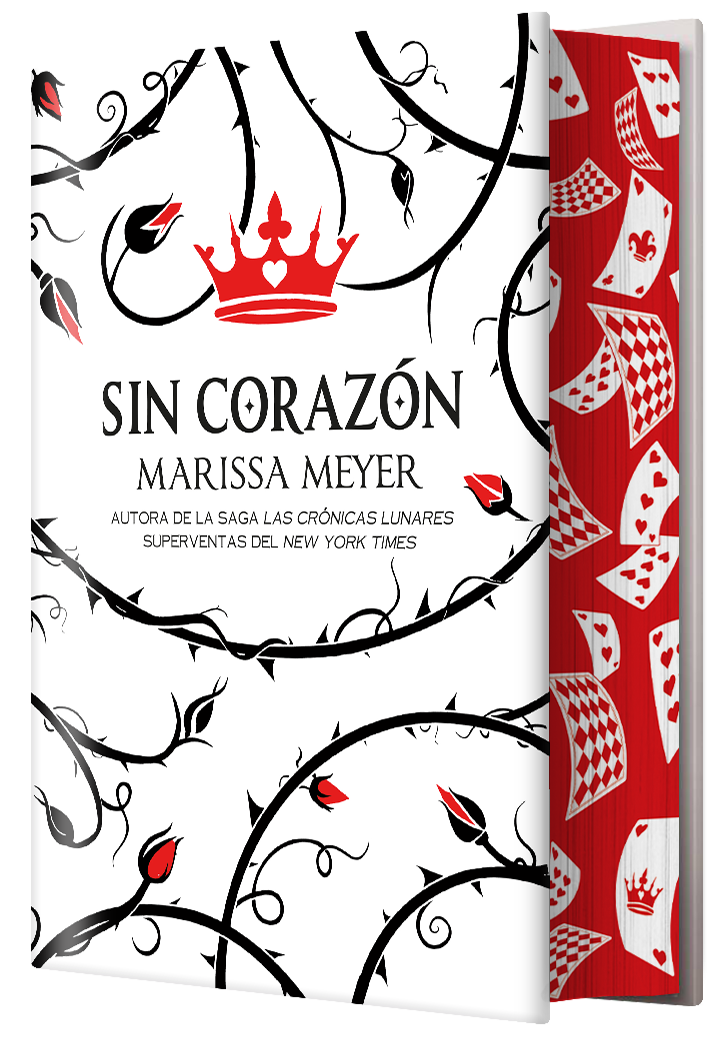 SIN CORAZÓN
MARISSA MEYER
AUTORA DE LA SAGA LAS CRÓNICAS LUNARES
SUPERVENTAS DEL NEW YORK TIMES